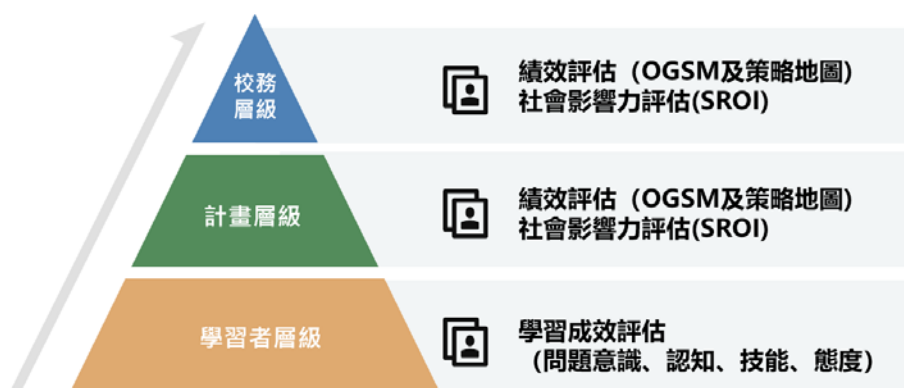 校務
層級
績效評估（OGSM及策略地圖)
社會影響力評估(SROI)
計畫層級
績效評估（OGSM及策略地圖)
社會影響力評估(SROI)
學習者層級
學習成效評估
（問題意識、認知、技能、態度）